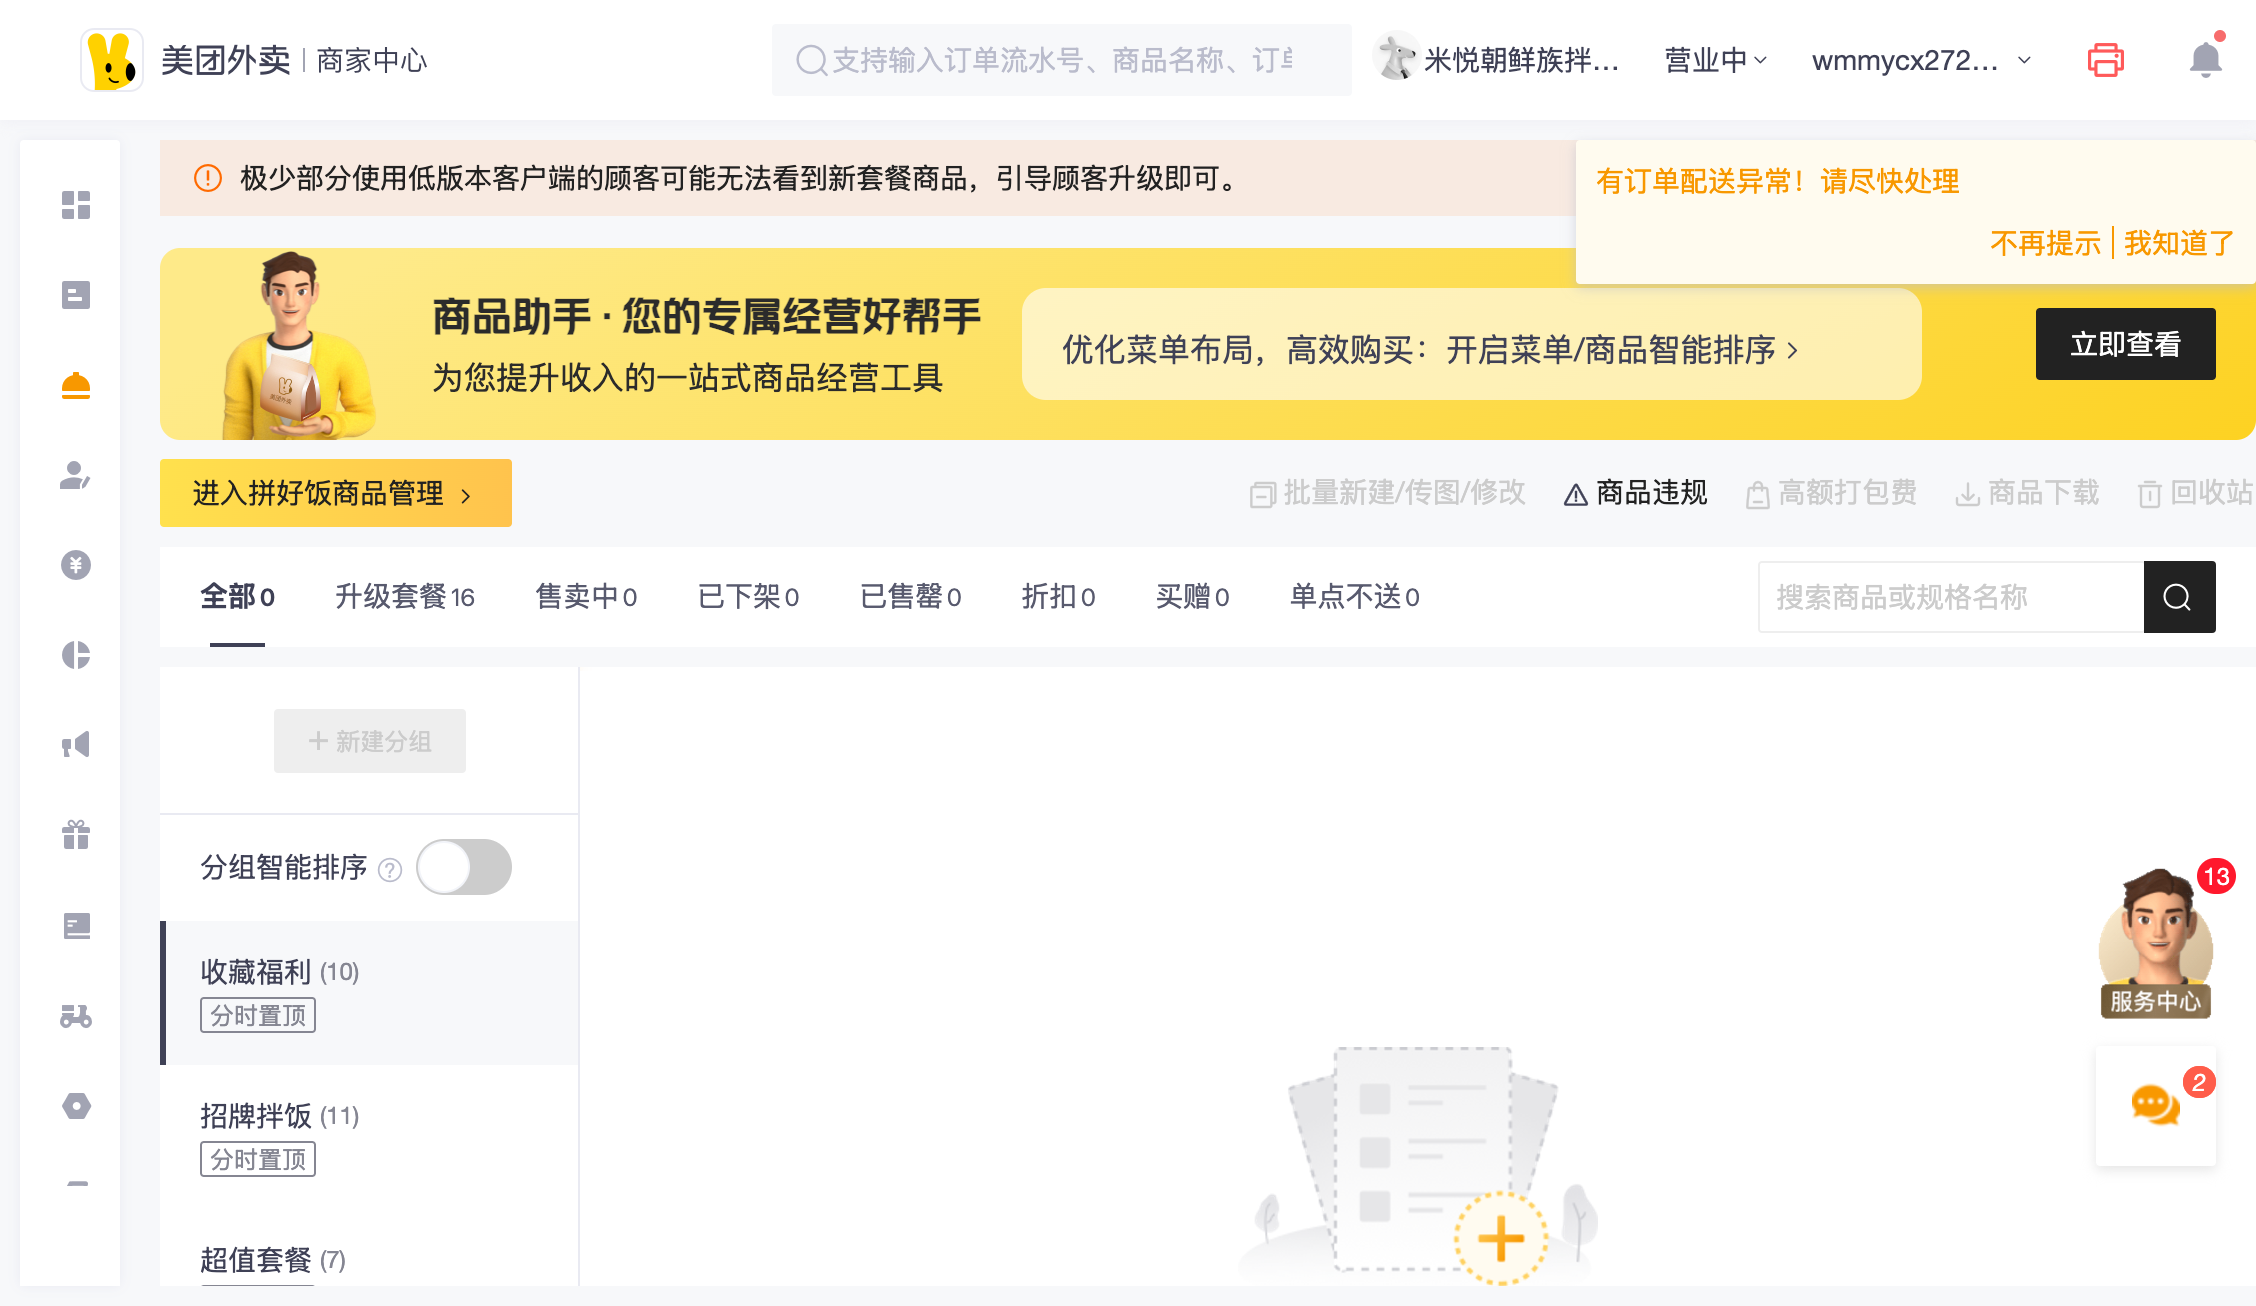 美团外卖 商家中心
支持输入订单流水号、商品名称、订单
米悦朝鲜族拌...
营业中
wmmycx272...
极少部分使用低版本客户端的顾客可能无法看到新套餐商品，引导顾客升级即可。
有订单配送异常！请尽快处理
不再提示 我知道了
商品助手·您的专属经营好帮手
为您提升收入的一站式商品经营工具
优化菜单布局，高效购买：开启菜单/商品智能排序
立即查看
进入拼好饭商品管理
批量新建/传图/修改
商品违规
高额打包费
商品下载
回收站
全部0
升级套餐16
售卖中0
已下架0
已售罄0
折扣0
买赠0
单点不送0
搜索商品或规格名称
+ 新建分组
分组智能排序
收藏福利 (10)
分时置顶
招牌拌饭 (11)
分时置顶
超值套餐 (7)
13
服务中心
2